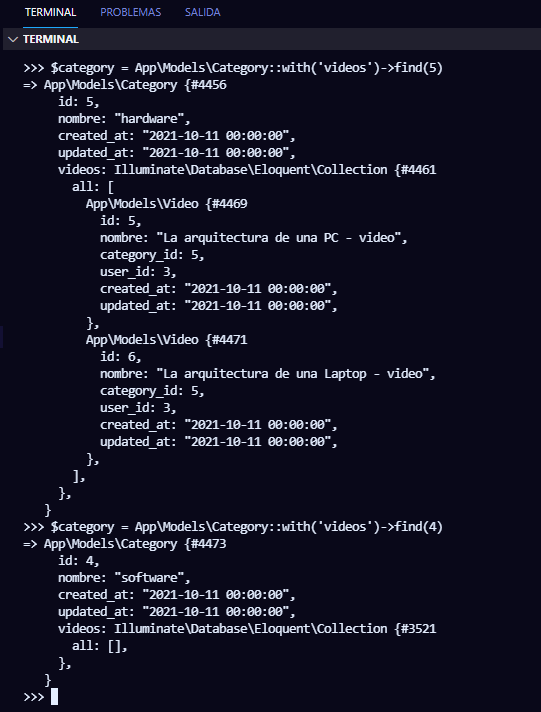 TERMINAL PROBLEMAS SALIDA
TERMINAL
>>> $category = App\Models\Category::with('videos')->find(5)
=> App\Models\Category {#4456
     id: 5,
     nombre: "hardware",
     created_at: "2021-10-11 00:00:00",
     updated_at: "2021-10-11 00:00:00",
     videos: Illuminate\Database\Eloquent\Collection {#4461
       all: [
         App\Models\Video {#4469
           id: 5,
           nombre: "La arquitectura de una PC - video",
           category_id: 5,
           user_id: 3,
           created_at: "2021-10-11 00:00:00",
           updated_at: "2021-10-11 00:00:00",
         },
         App\Models\Video {#4471
           id: 6,
           nombre: "La arquitectura de una Laptop - video",
           category_id: 5,
           user_id: 3,
           created_at: "2021-10-11 00:00:00",
           updated_at: "2021-10-11 00:00:00",
         },
       ],
     },
   }
>>> $category = App\Models\Category::with('videos')->find(4)
=> App\Models\Category {#4473
     id: 4,
     nombre: "software",
     created_at: "2021-10-11 00:00:00",
     updated_at: "2021-10-11 00:00:00",
     videos: Illuminate\Database\Eloquent\Collection {#3521
       all: [],
     },
   }
>>>